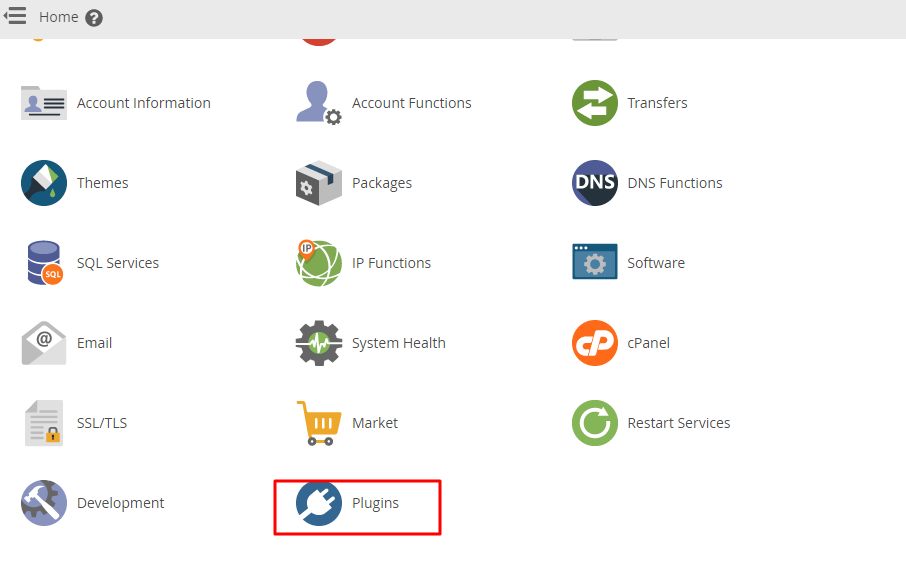 Home ?
Account Information
Account Functions
Transfers
Themes
Packages
DNS
DNS Functions
SQL
SQL Services
IP
IP Functions
Software
@
Email
System Health
cP
cPanel
SSL/TLS
Market
Restart Services
Development
Plugins